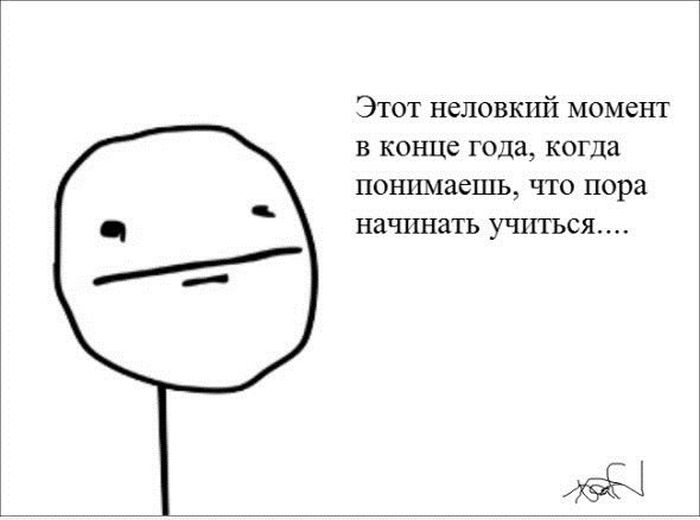 Этот неловкий момент
в конце года, когда
понимаешь, что пора
начинать учиться....